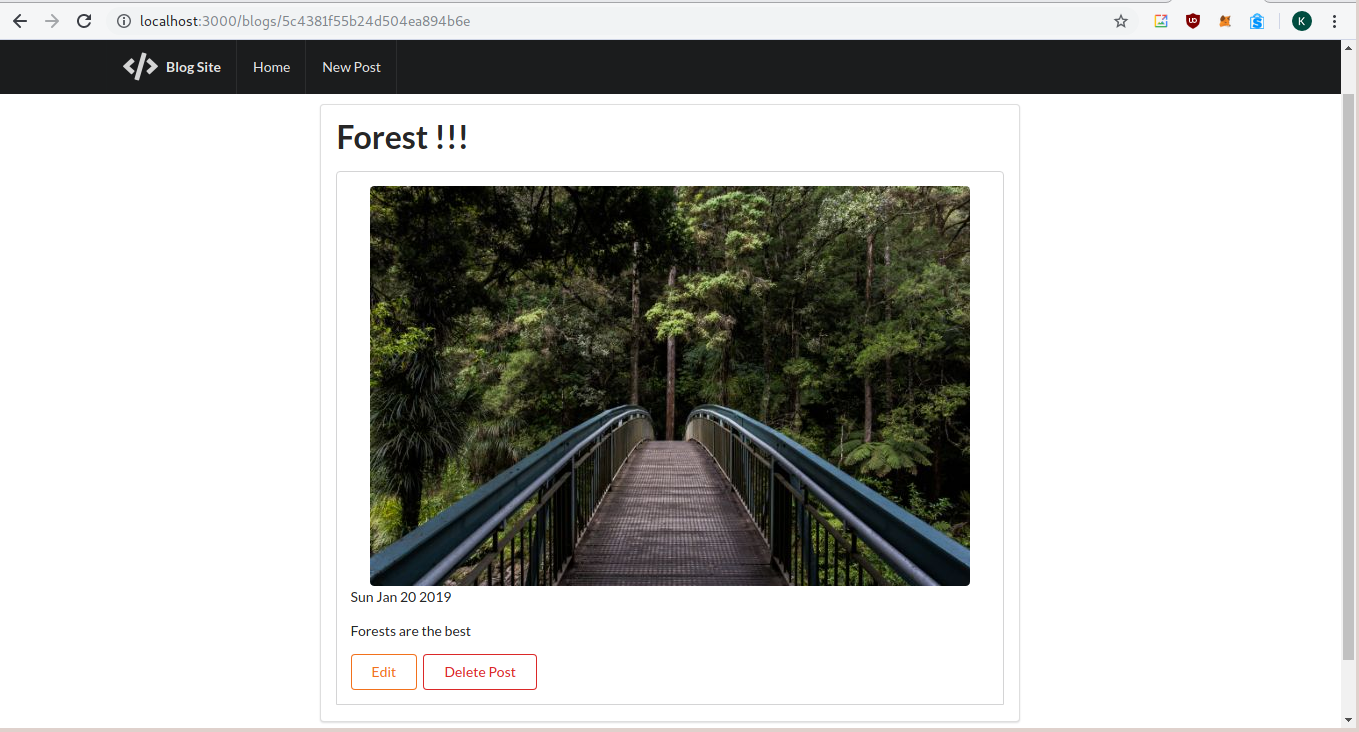 localhost:3000/blogs/5c4381f55b24d504ea894b6e
K
Blog Site
Home
New Post
Forest !!!
Sun Jan 20 2019
Forests are the best
Edit
Delete Post